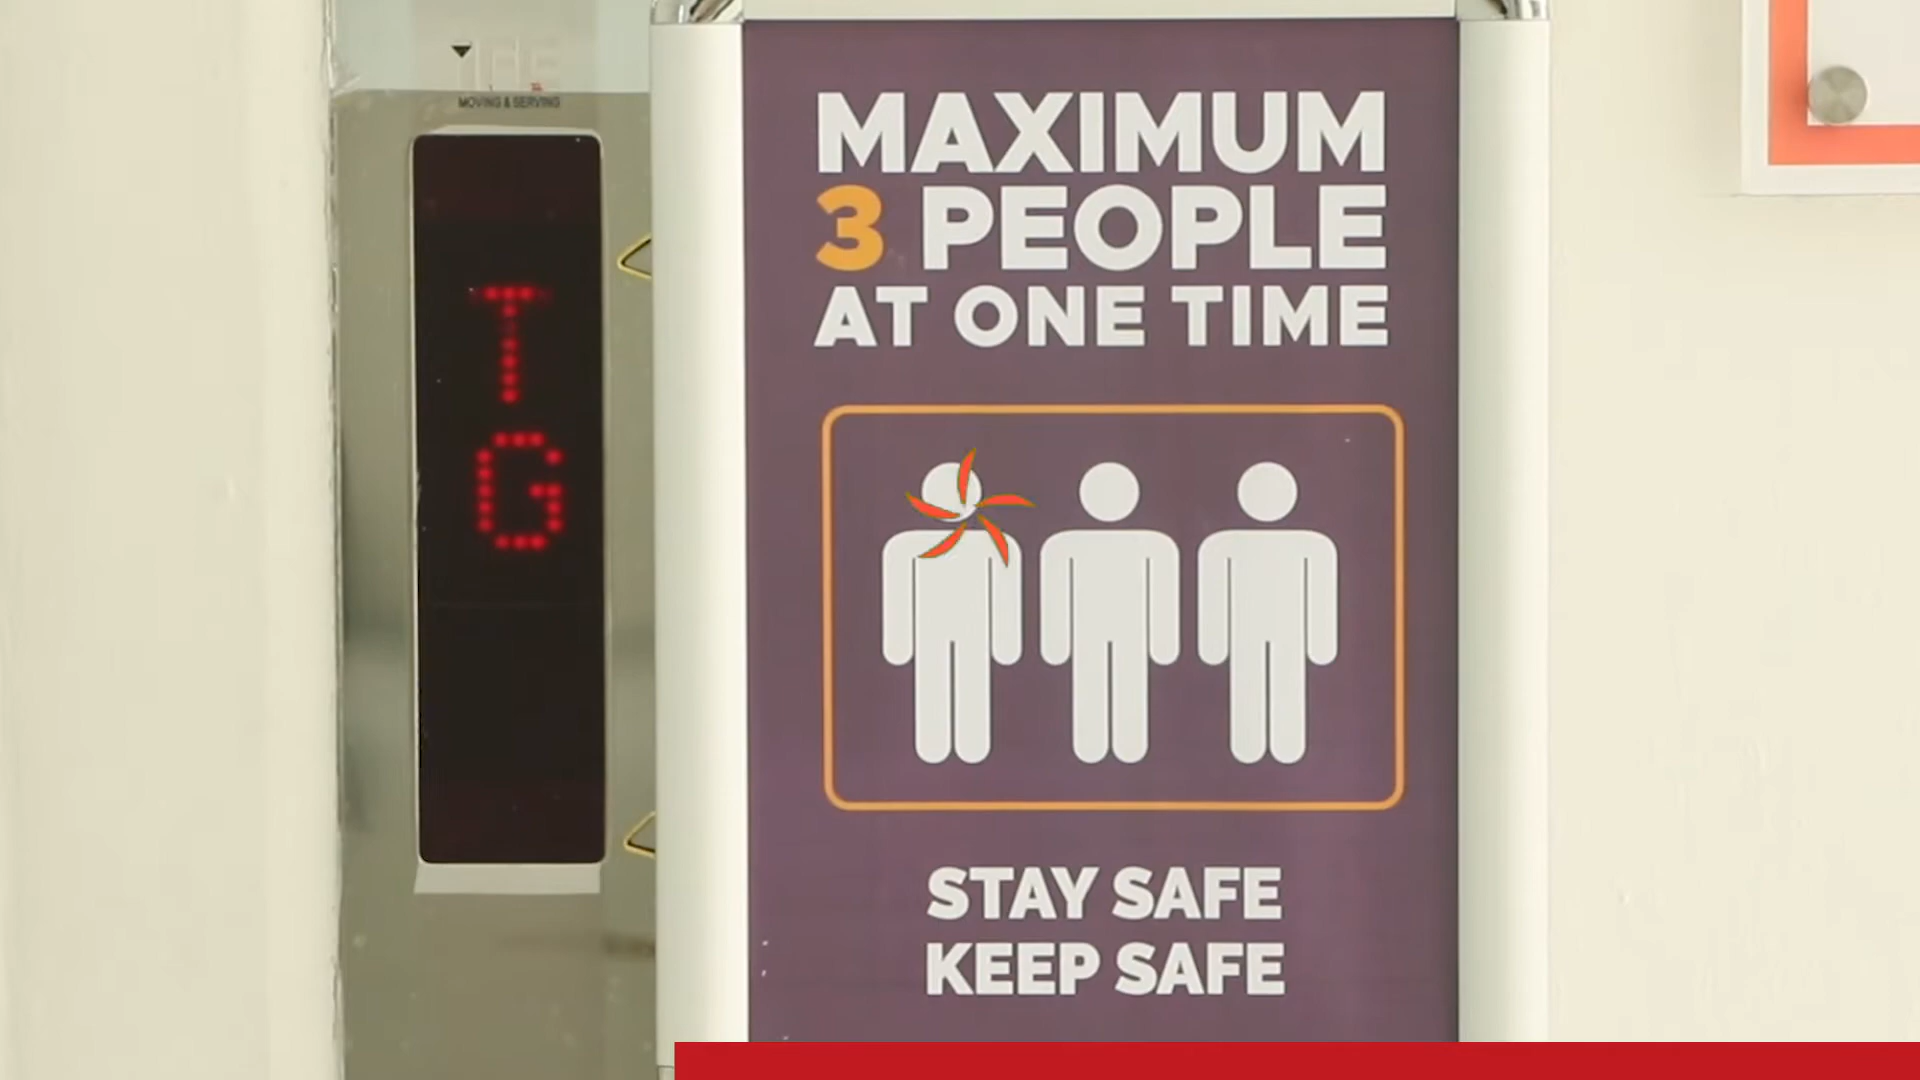 MOVING & SERVING
T
G
MAXIMUM
3 PEOPLE
AT ONE TIME
STAY SAFE
KEEP SAFE